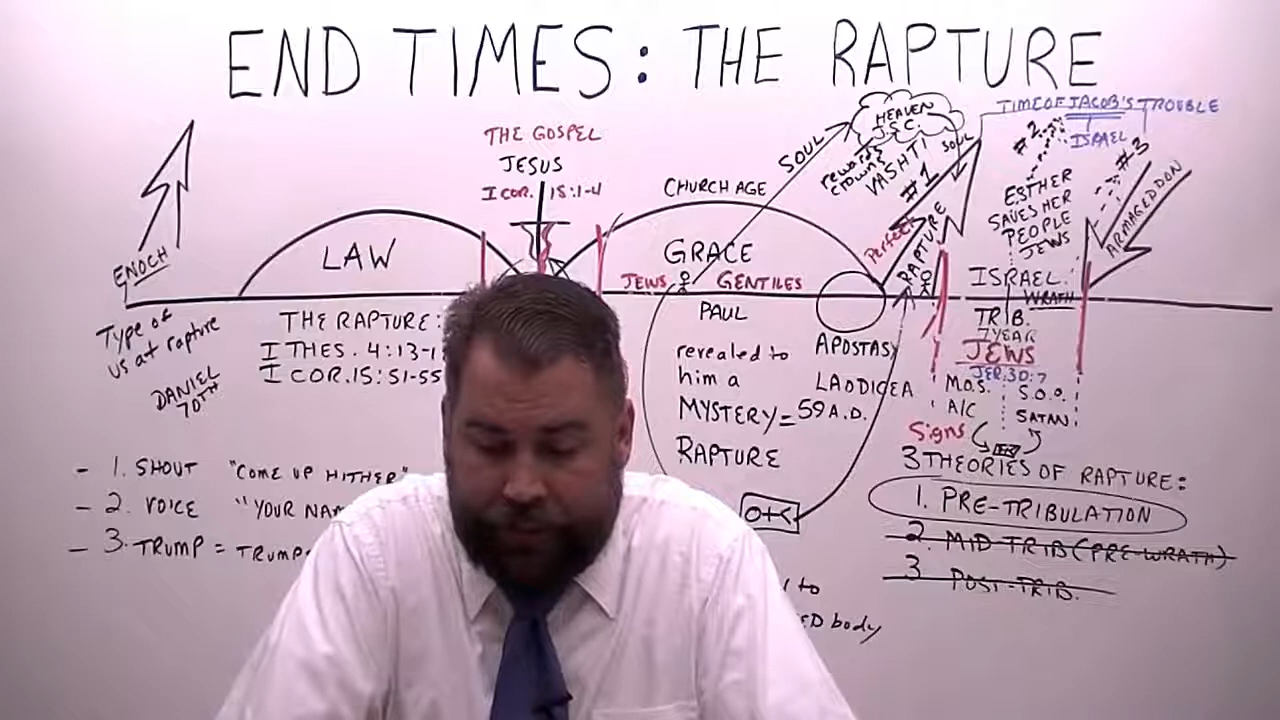 END TIMES: THE RAPTURE
HEAVEN
J.S.C.
TIME OF JACOB'S TROUBLE
ISRAEL
SOUL
SOUL
rewards
crowns
VASHTI
#1
#2
#3
THE GOSPEL
JESUS
I COR. 15:1-4
CHURCH AGE
ENOCH
LAW
GRACE
JEWS
GENTILES
Perfect
RAPTURE
ESTHER
SAVES HER
PEOPLE
JEWS
ARMAGEDDON
ISRAEL:
WRATH
TRIB.
7 YEAR
JEWS
JER. 30:7
M.O.S.
A/C
S.O.P.
SATAN
Signs
Type of
us at rapture
DANIEL
70TH
THE RAPTURE:
I THES. 4:13-1
I COR. 15:51-55
PAUL
revealed to
him a
MYSTERY = 59 A.D.
RAPTURE
APOSTASY
LAODICEA
- 1. SHOUT "COME UP HITHER"
- 2. VOICE "YOUR NAM
- 3. TRUMP = TRUMP
3 THEORIES OF RAPTURE:
1. PRE-TRIBULATION
2. MID TRIB (PRE-WRATH)
3 POST-TRIB.
to
ED body